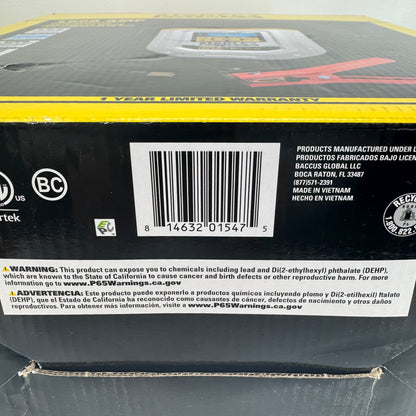 STANLEY
1 YEAR LIMITED WARRANTY
PRODUCTS MANUFACTURED UNDER L
PRODUCTOS FABRICADOS BAJO LICEN
BACCUS GLOBAL LLC
BOCA RATON, FL 33487
(877)571-2391
MADE IN VIETNAM
HECHO EN VIETNAM
US
rtek
BC
8 14632 01547 5
RECYC
1.800.822.
WARNING: This product can expose you to chemicals including lead and Di(2-ethylhexyl) phthalate (DEHP),
which are known to the State of California to cause cancer and birth defects or other reproductive harm. For more
information go to www.P65Warnings.ca.gov
ADVERTENCIA: Este producto puede exponerlo a productos químicos incluyendo plomo y Di(2-etilhexil) ftalato
(DEHP), que el Estado de California ha reconocido como causantes de cáncer, defectos de nacimiento y otros daños
reproductivos. Para obtener más información, visite a www.P65Warnings.ca.gov